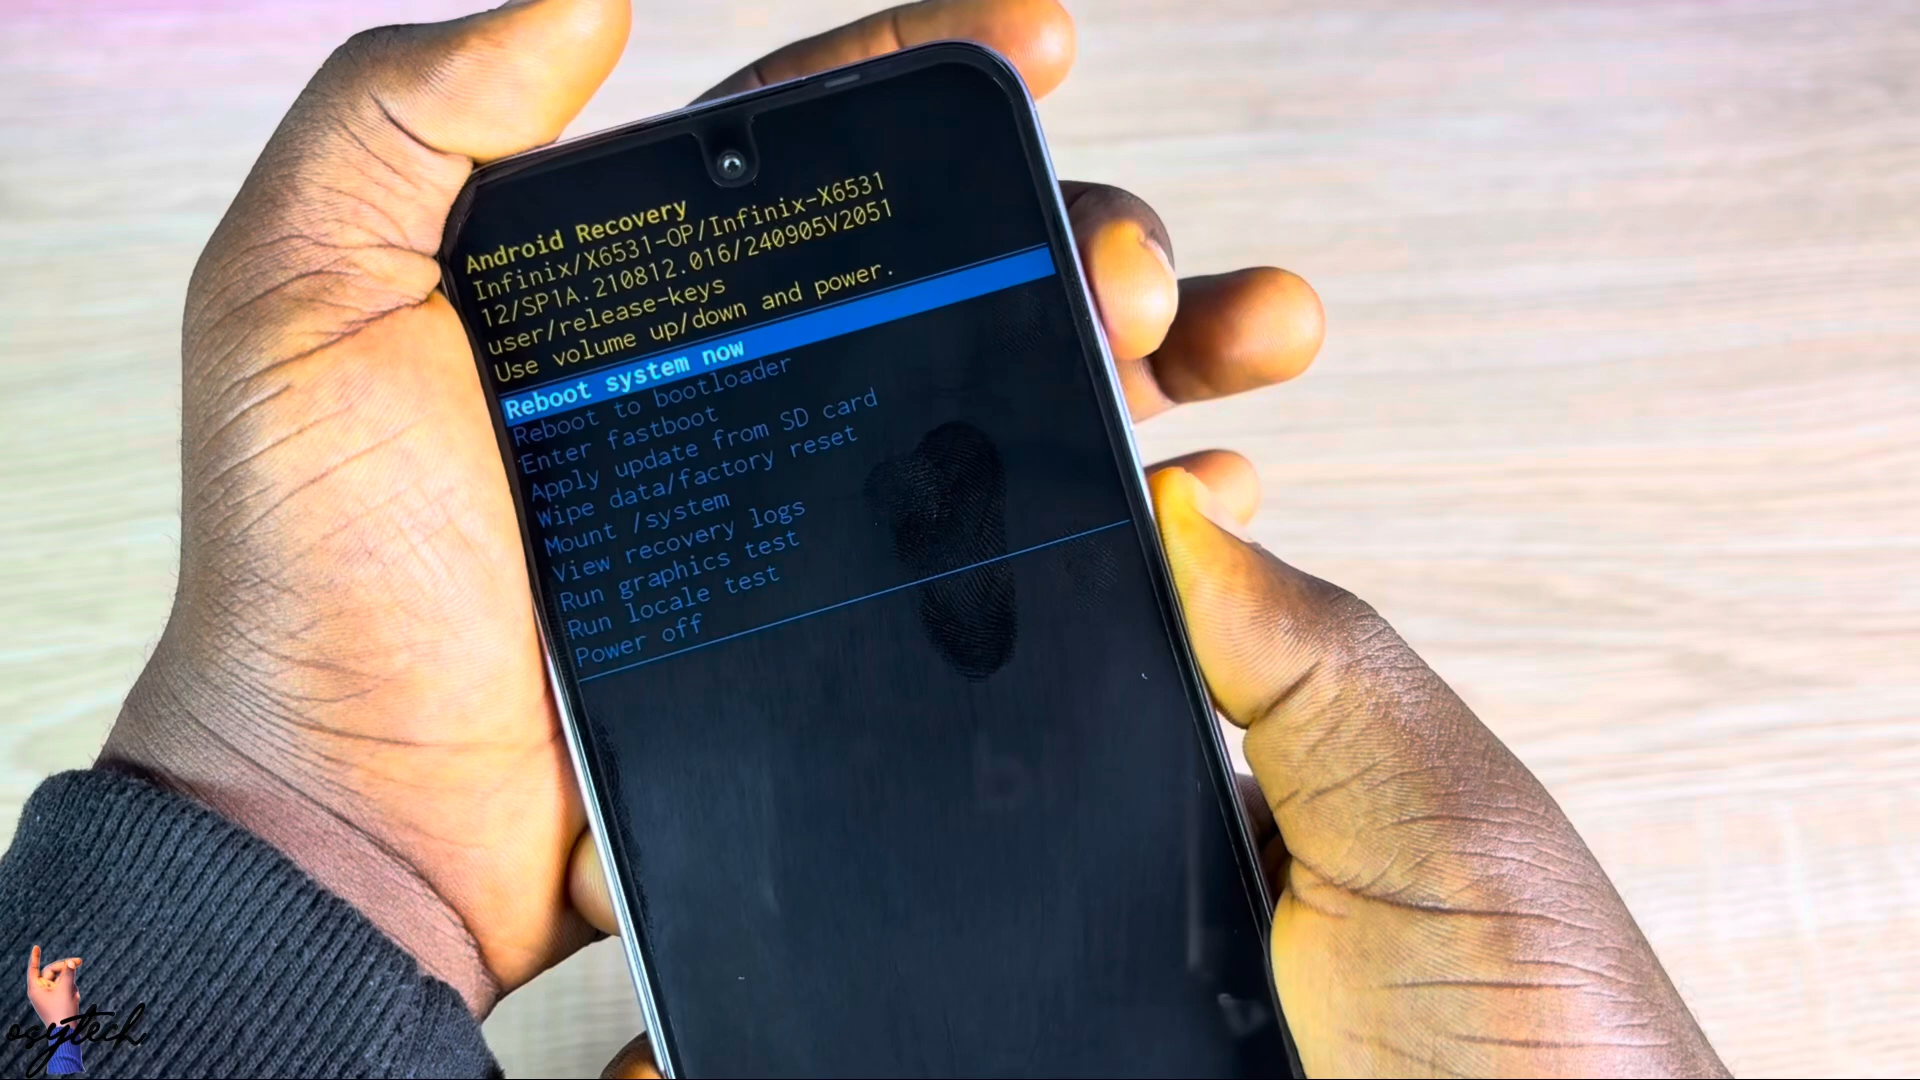 Android Recovery
Infinix/X6531-OP/Infinix-X6531
12/SP1A.210812.016/240905V2051
user/release-keys
Use volume up/down and power.
Reboot system now
Reboot to bootloader
Enter fastboot
Apply update from SD card
Wipe data/factory reset
Mount /system
View recovery logs
Run graphics test
Run locale test
Power off
osytech